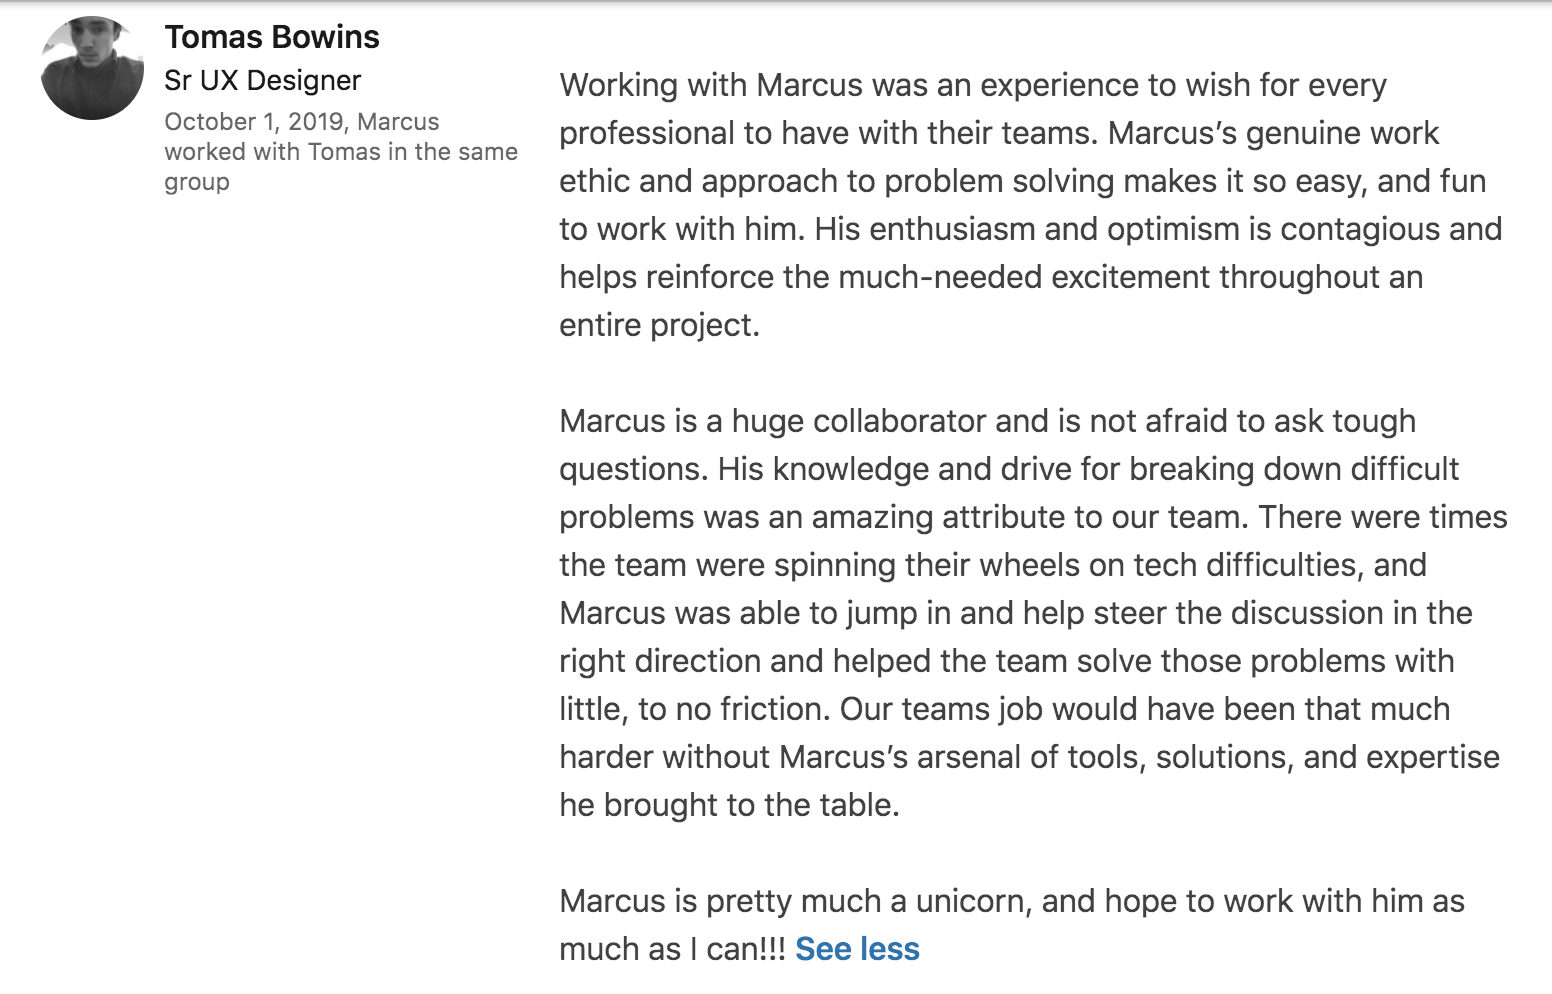 Tomas Bowins
Sr UX Designer
October 1, 2019, Marcus
worked with Tomas in the same
group
Working with Marcus was an experience to wish for every
professional to have with their teams. Marcus’s genuine work
ethic and approach to problem solving makes it so easy, and fun
to work with him. His enthusiasm and optimism is contagious and
helps reinforce the much-needed excitement throughout an
entire project.
Marcus is a huge collaborator and is not afraid to ask tough
questions. His knowledge and drive for breaking down difficult
problems was an amazing attribute to our team. There were times
the team were spinning their wheels on tech difficulties, and
Marcus was able to jump in and help steer the discussion in the
right direction and helped the team solve those problems with
little, to no friction. Our teams job would have been that much
harder without Marcus’s arsenal of tools, solutions, and expertise
he brought to the table.
Marcus is pretty much a unicorn, and hope to work with him as
much as I can!!! See less